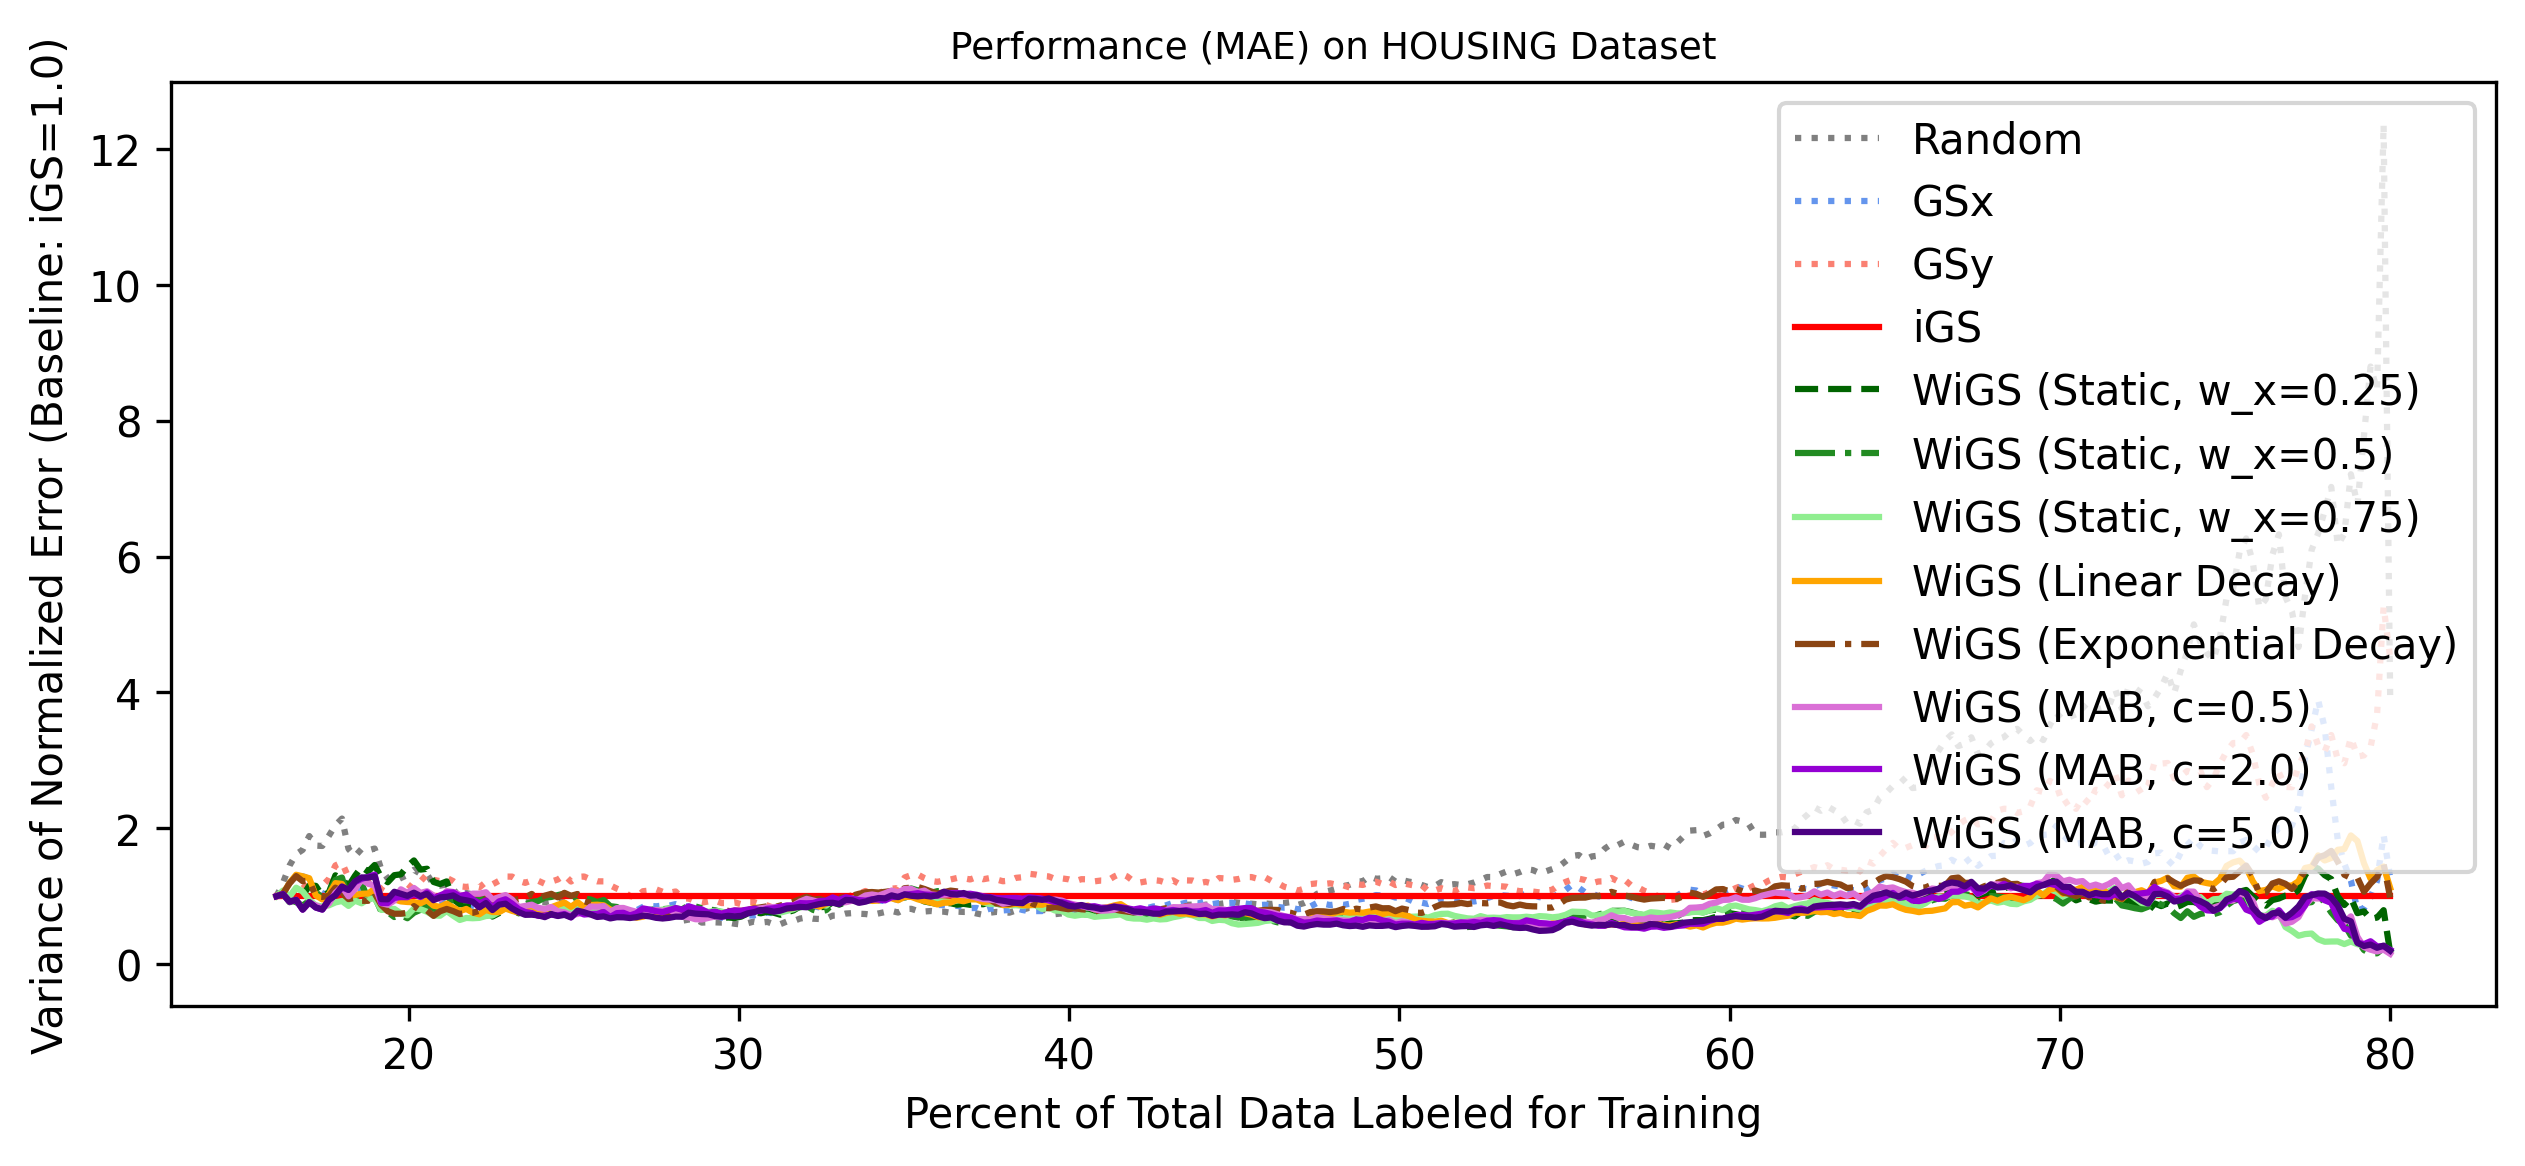 Performance (MAE) on HOUSING Dataset
Variance of Normalized Error (Baseline: iGS=1.0)
12
10
8
6
4
2
0
Random
GSx
GSy
iGS
WiGS (Static, w_x=0.25)
WiGS (Static, w_x=0.5)
WiGS (Static, w_x=0.75)
WiGS (Linear Decay)
WiGS (Exponential Decay)
WiGS (MAB, c=0.5)
WiGS (MAB, c=2.0)
WiGS (MAB, c=5.0)
20 30 40 50 60 70 80
Percent of Total Data Labeled for Training